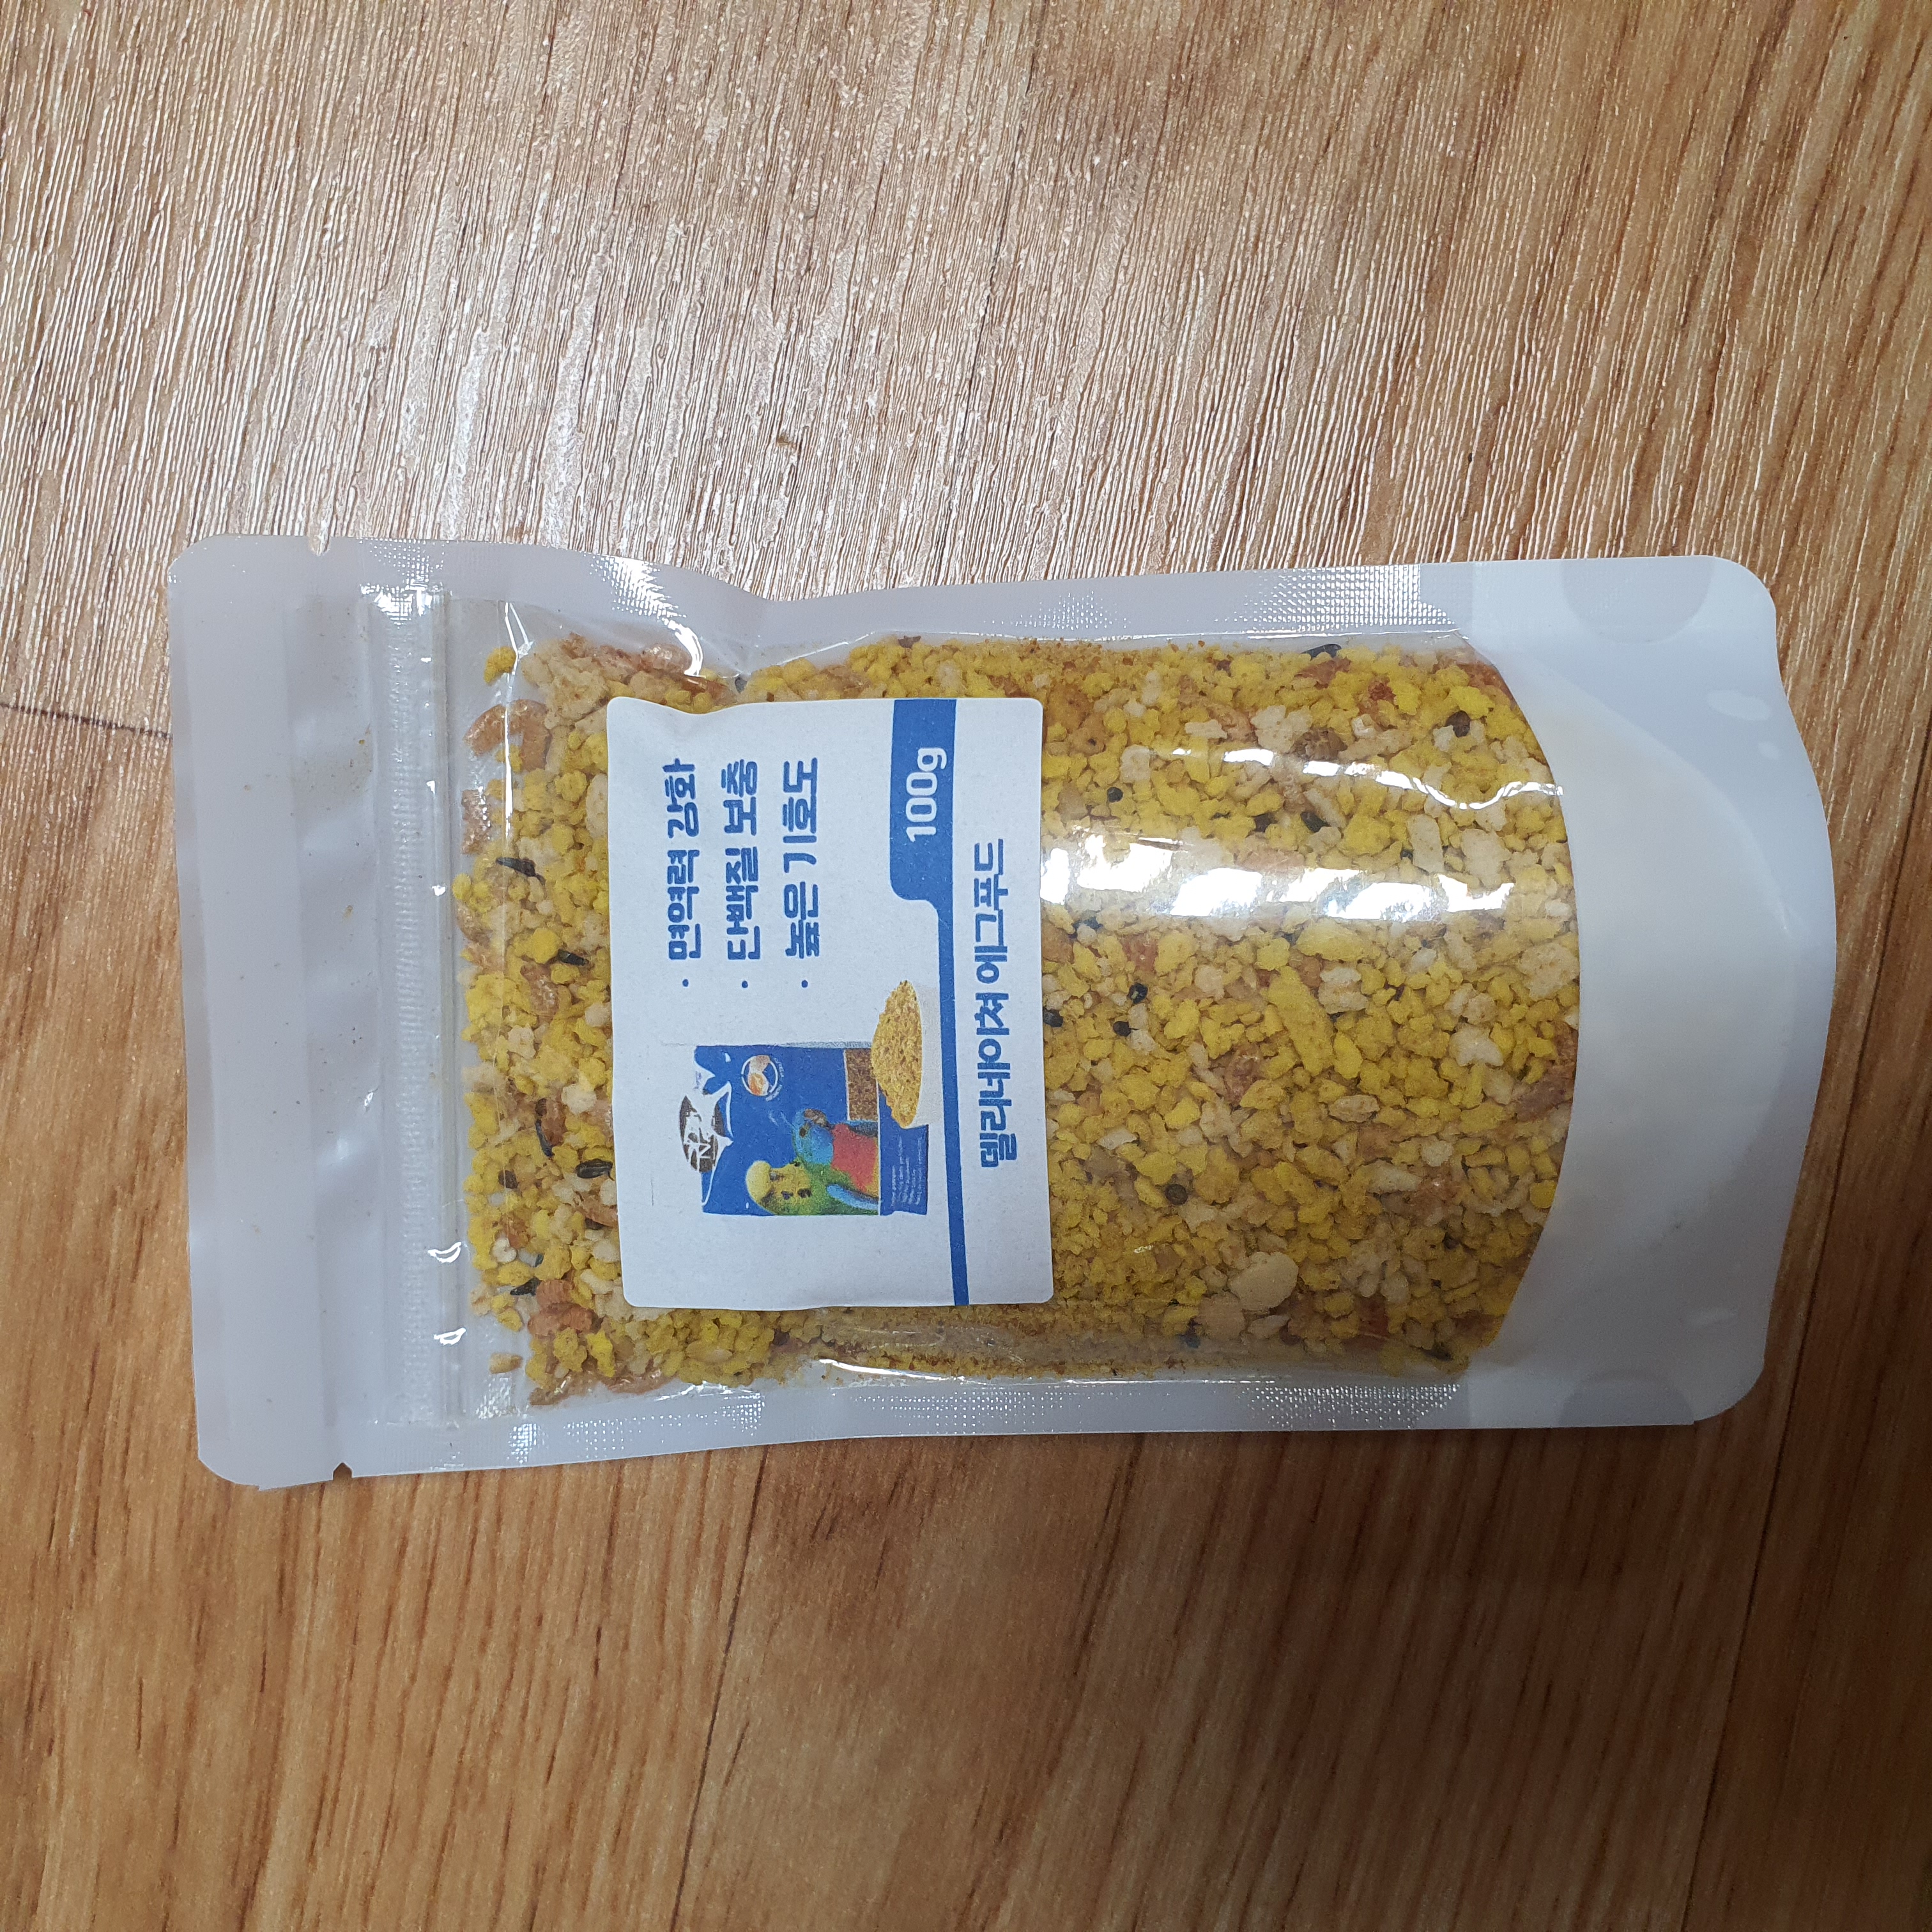 · 면역력 강화
· 단백질 보충
· 높은 기호도
100g
델리네이쳐 에그푸드